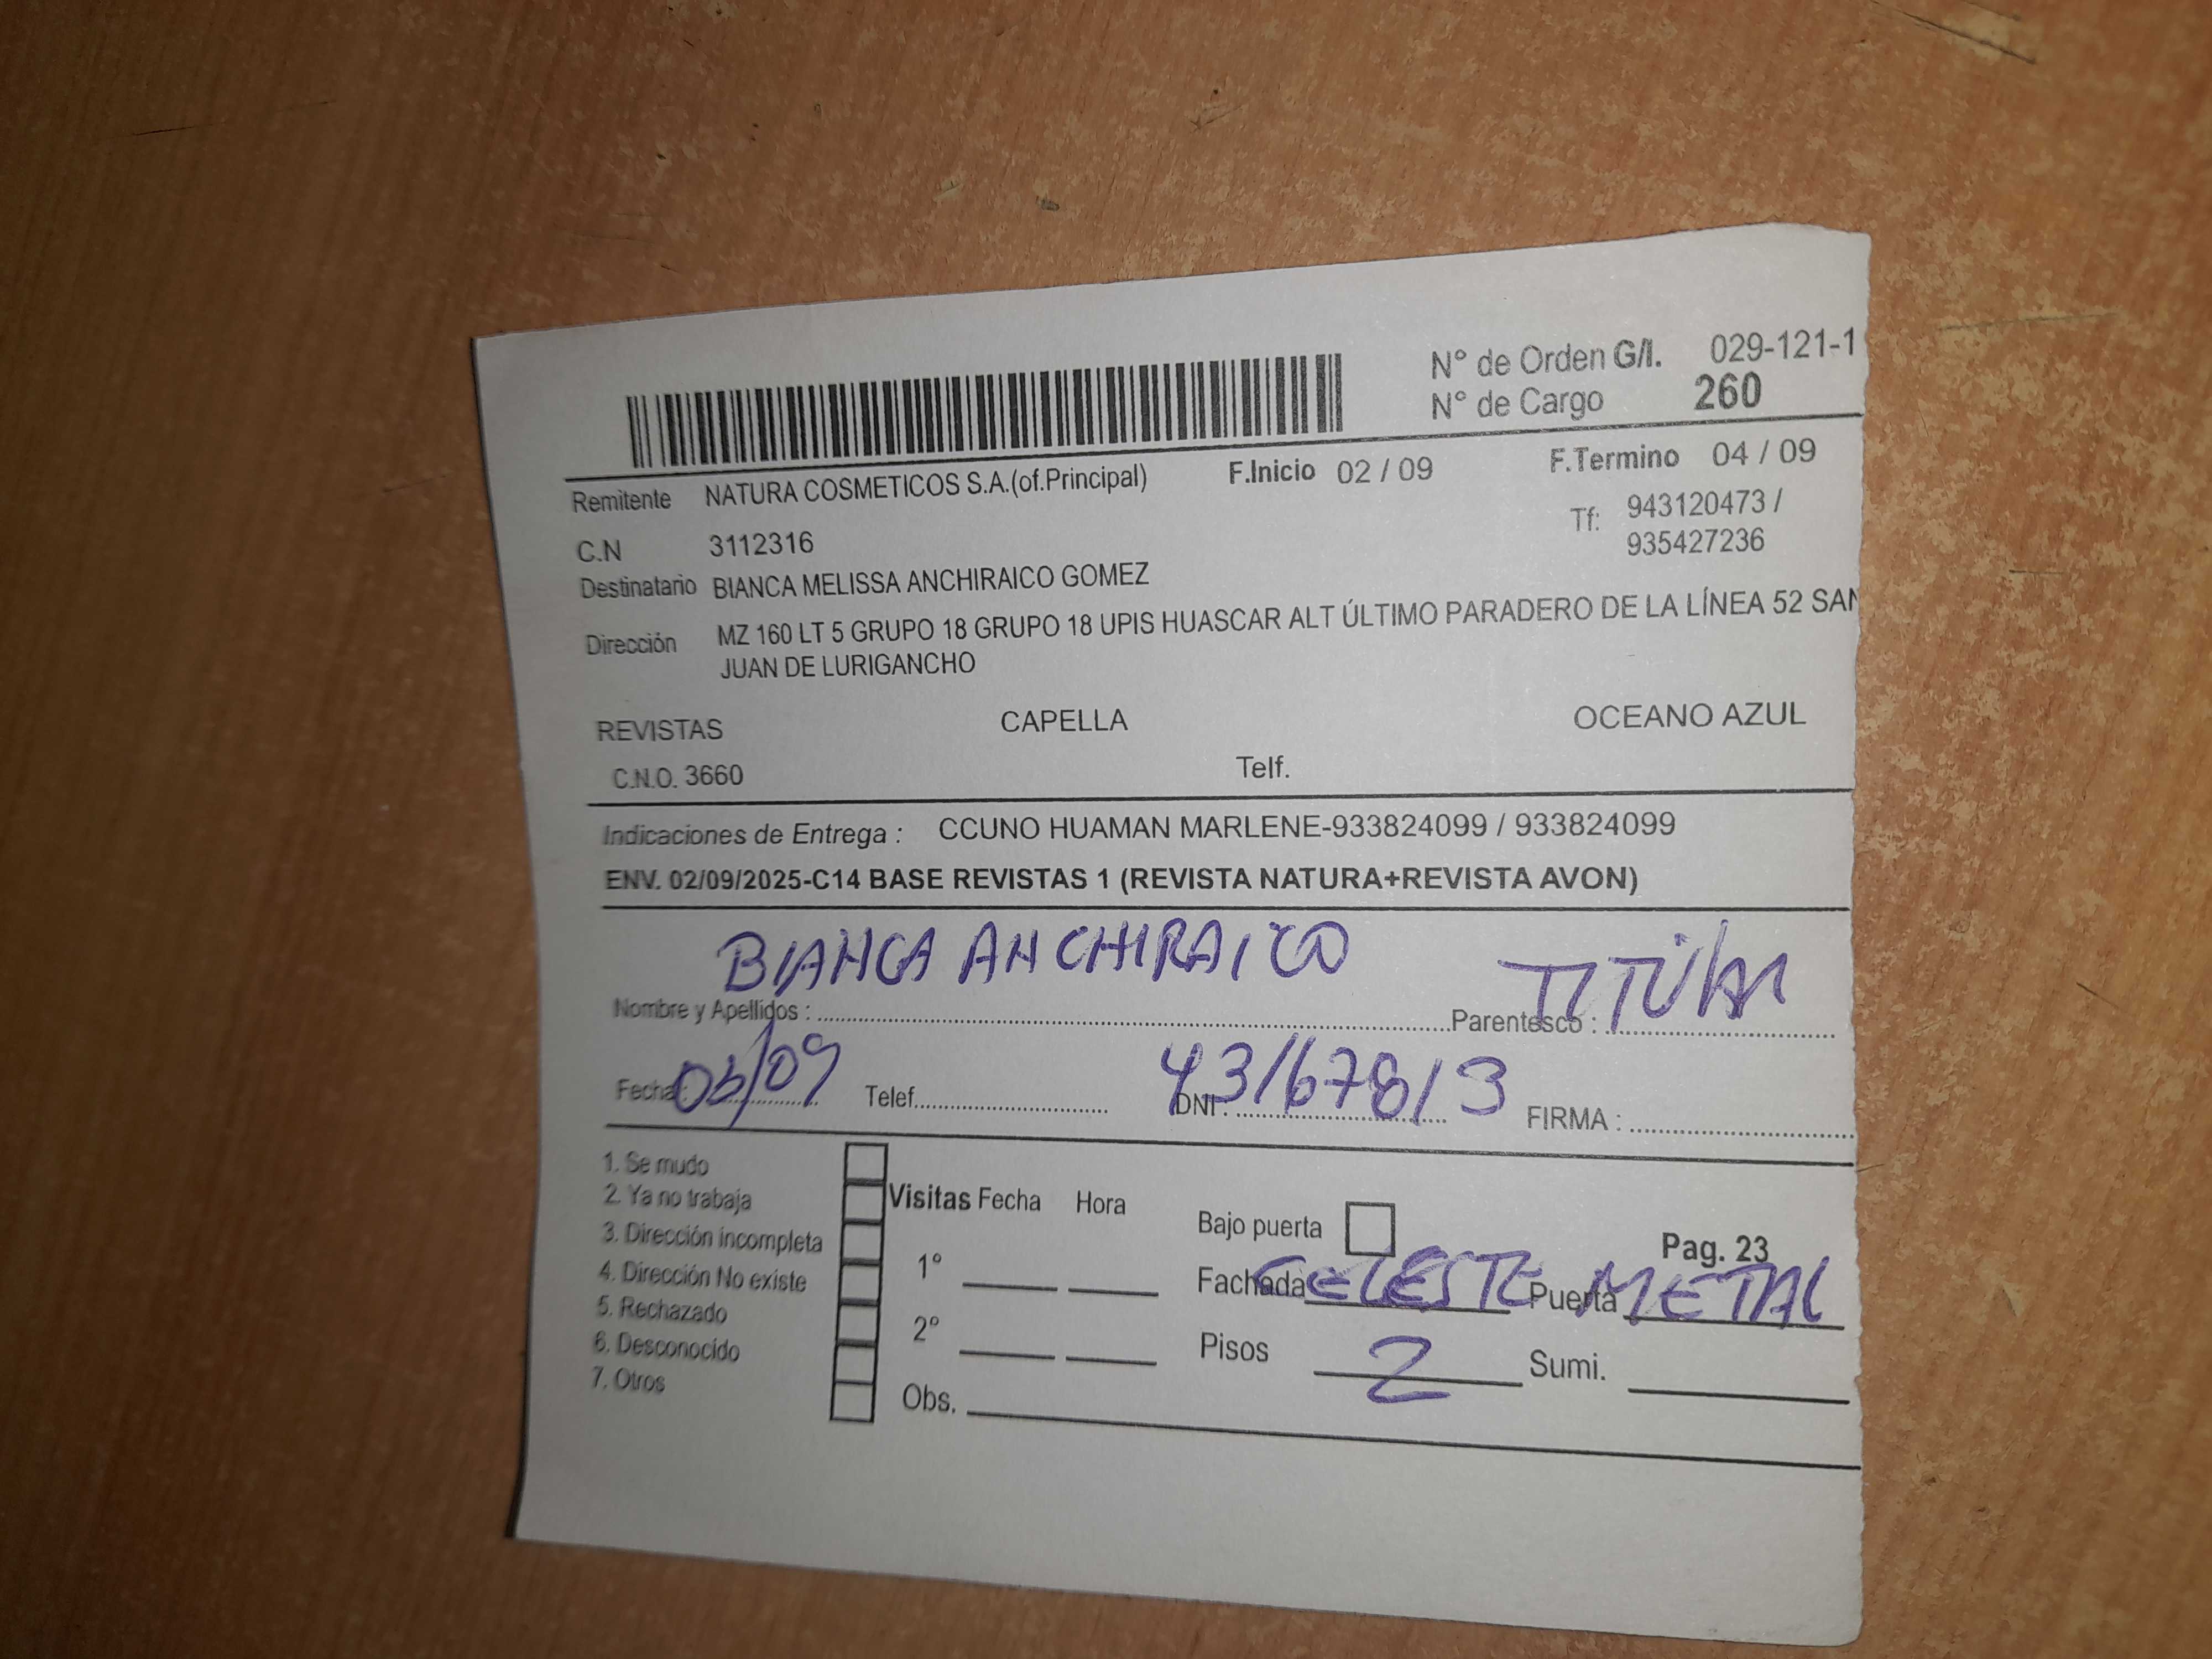 N° de Orden G/I. 029-121-1
N° de Cargo 260
Remitente NATURA COSMETICOS S.A.(of.Principal) F.Inicio 02 / 09 F.Termino 04 / 09
C.N 3112316 Tf: 943120473 /
935427236
Destinatario BIANCA MELISSA ANCHIRAICO GOMEZ
Dirección MZ 160 LT 5 GRUPO 18 GRUPO 18 UPIS HUASCAR ALT ÚLTIMO PARADERO DE LA LÍNEA 52 SAN
JUAN DE LURIGANCHO
REVISTAS CAPELLA OCEANO AZUL
C.N.O. 3660 Telf.
Indicaciones de Entrega : CCUNO HUAMAN MARLENE-933824099 / 933824099
ENV. 02/09/2025-C14 BASE REVISTAS 1 (REVISTA NATURA+REVISTA AVON)
BIANCA ANCHIRAICO TITULAR
Nombre y Apellidos : Parentesco :
Fecha: /09 Telef. DNI : 43167813 FIRMA :
1. Se mudo
2. Ya no trabaja
3. Dirección incompleta
4. Dirección No existe
5. Rechazado
6. Desconocido
7. Otros
Visitas Fecha Hora
1°
2°
Obs.
Bajo puerta
Pag. 23
Fachada CELESTE Puerta METAL
Pisos 2 Sumi.